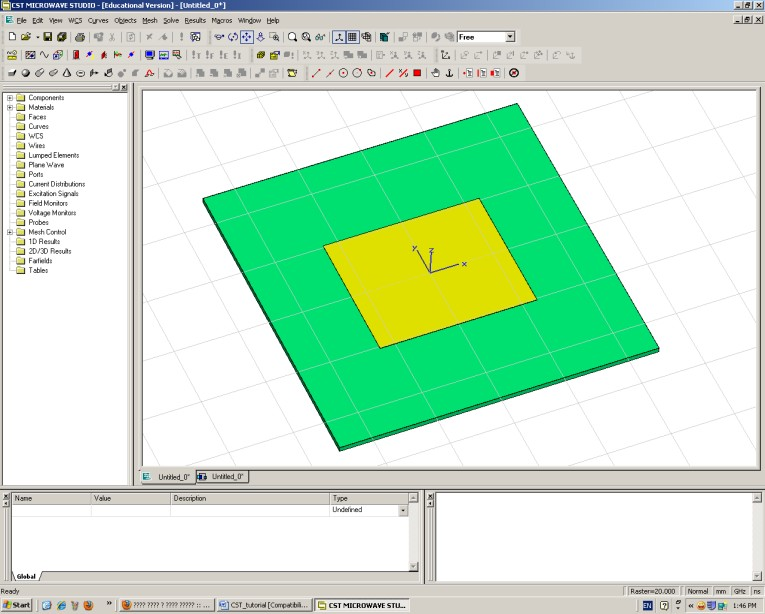 CST MICROWAVE STUDIO - [Educational Version] - [Untitled_0*]
File Edit View WCS Curves Objects Mesh Solve Results Macros Window Help
Free
Components
Materials
Faces
Curves
WCS
Wires
Lumped Elements
Plane Wave
Ports
Current Distributions
Excitation Signals
Field Monitors
Voltage Monitors
Probes
Mesh Control
1D Results
2D/3D Results
Farfields
Tables
y z x
Untitled_0* Untitled_0*
Name Value Description Type
Undefined
Global
Ready Raster=20.000 Normal mm GHz ns
Start ???? ???? ? ???? ????? :: ... CST_tutorial [Compatibili... CST MICROWAVE STU... EN 1:46 PM